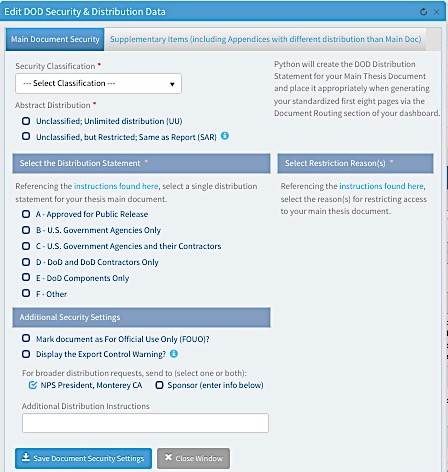 Edit DOD Security & Distribution Data
Main Document Security
Supplementary Items (including Appendices with different distribution than Main Doc)
Security Classification *
--- Select Classification ---
Abstract Distribution *
Unclassified; Unlimited distribution (UU)
Unclassified, but Restricted; Same as Report (SAR)
Python will create the DOD Distribution
Statement for your Main Thesis Document
and place it appropriately when generating
your standardized first eight pages via the
Document Routing section of your dashboard.
Select the Distribution Statement *
Referencing the instructions found here, select a single distribution
statement for your thesis main document.
A - Approved for Public Release
B - U.S. Government Agencies Only
C - U.S. Government Agencies and their Contractors
D - DoD and DoD Contractors Only
E - DoD Components Only
F - Other
Select Restriction Reason(s) *
Referencing the instructions found here,
select the reason(s) for restricting access
to your main thesis document.
Additional Security Settings
Mark document as For Official Use Only (FOUO)?
Display the Export Control Warning?
For broader distribution requests, send to (select one or both):
NPS President, Monterey CA
Sponsor (enter info below)
Additional Distribution Instructions
Save Document Security Settings
Close Window